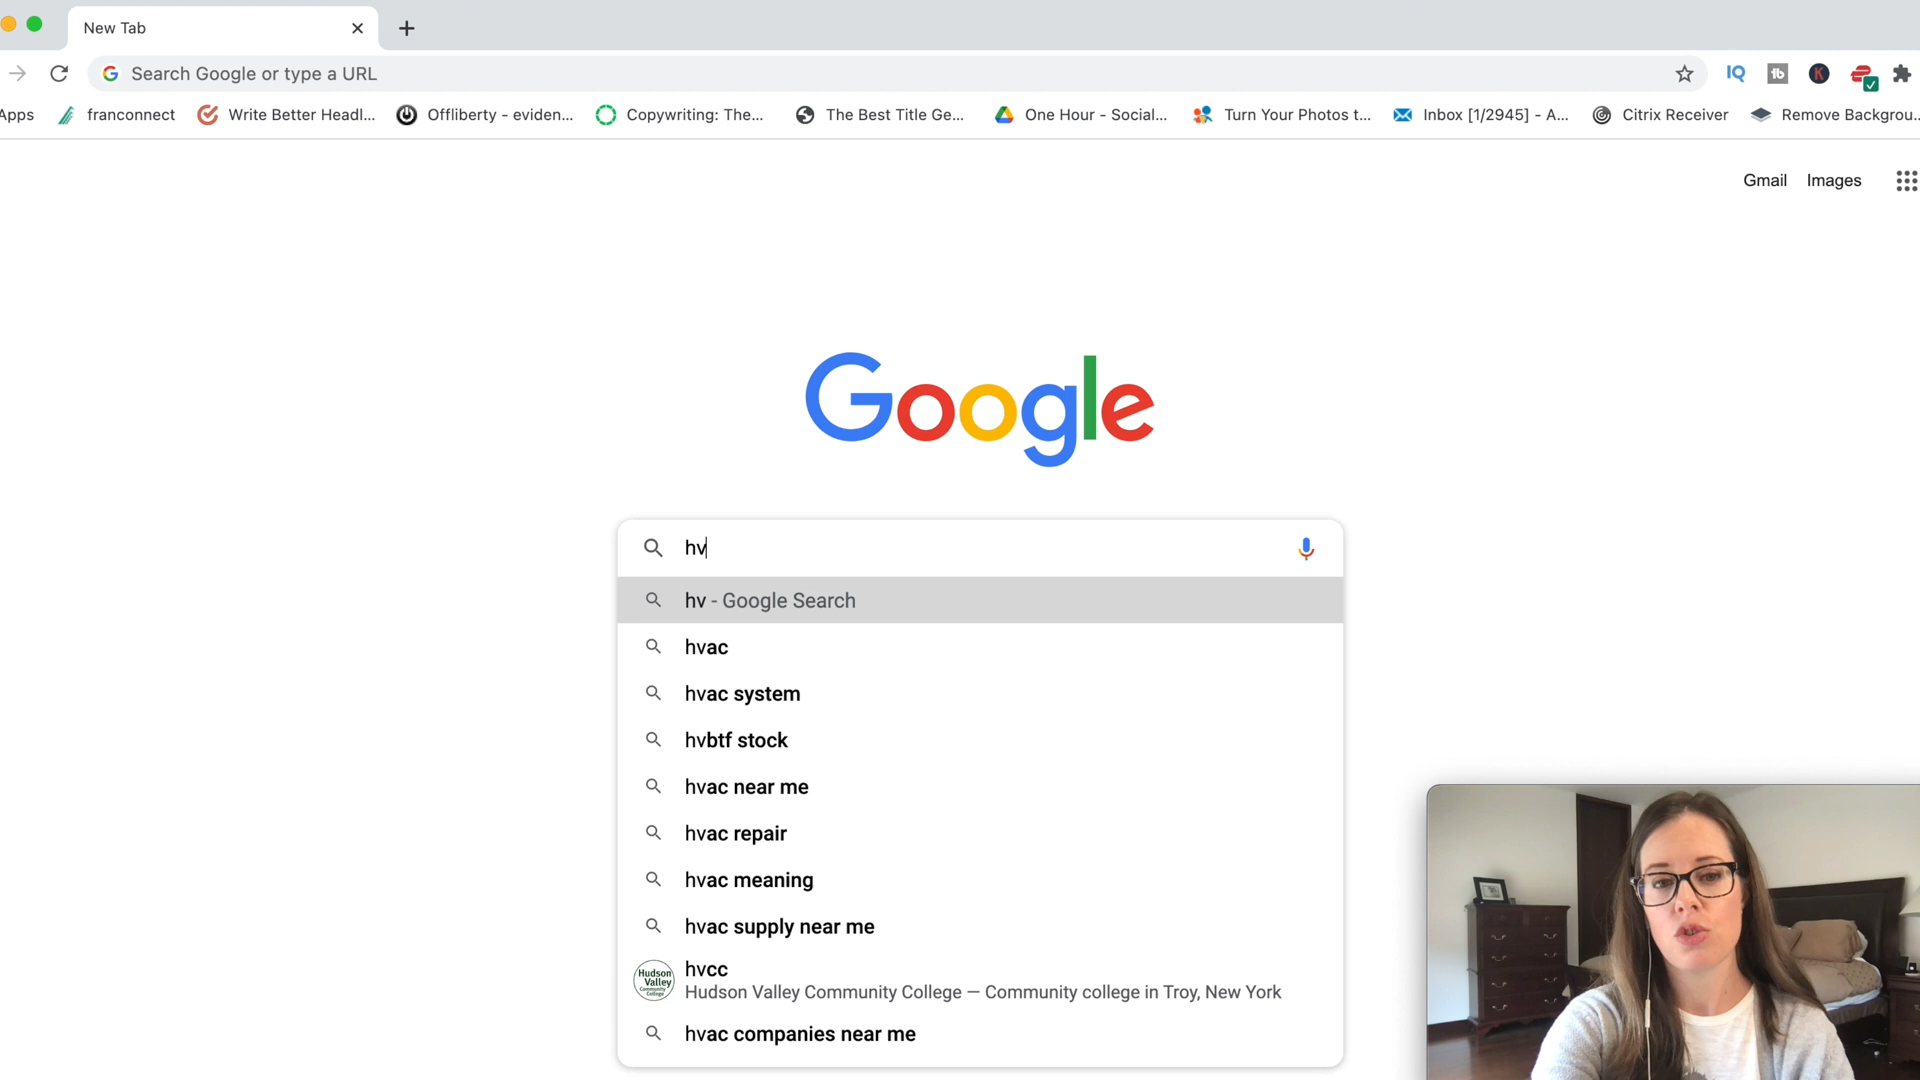 New Tab
Search Google or type a URL
IQ
tb
K
Apps
franconnect
Write Better Headl...
Offliberty - eviden...
Copywriting: The...
The Best Title Ge...
One Hour - Social...
Turn Your Photos t...
Inbox [1/2945] - A...
Citrix Receiver
Remove Backgrou...
Gmail
Images
Google
hv
hv - Google Search
hvac
hvac system
hvbtf stock
hvac near me
hvac repair
hvac meaning
hvac supply near me
Hudson
Valley
Community
College
hvcc
Hudson Valley Community College — Community college in Troy, New York
hvac companies near me